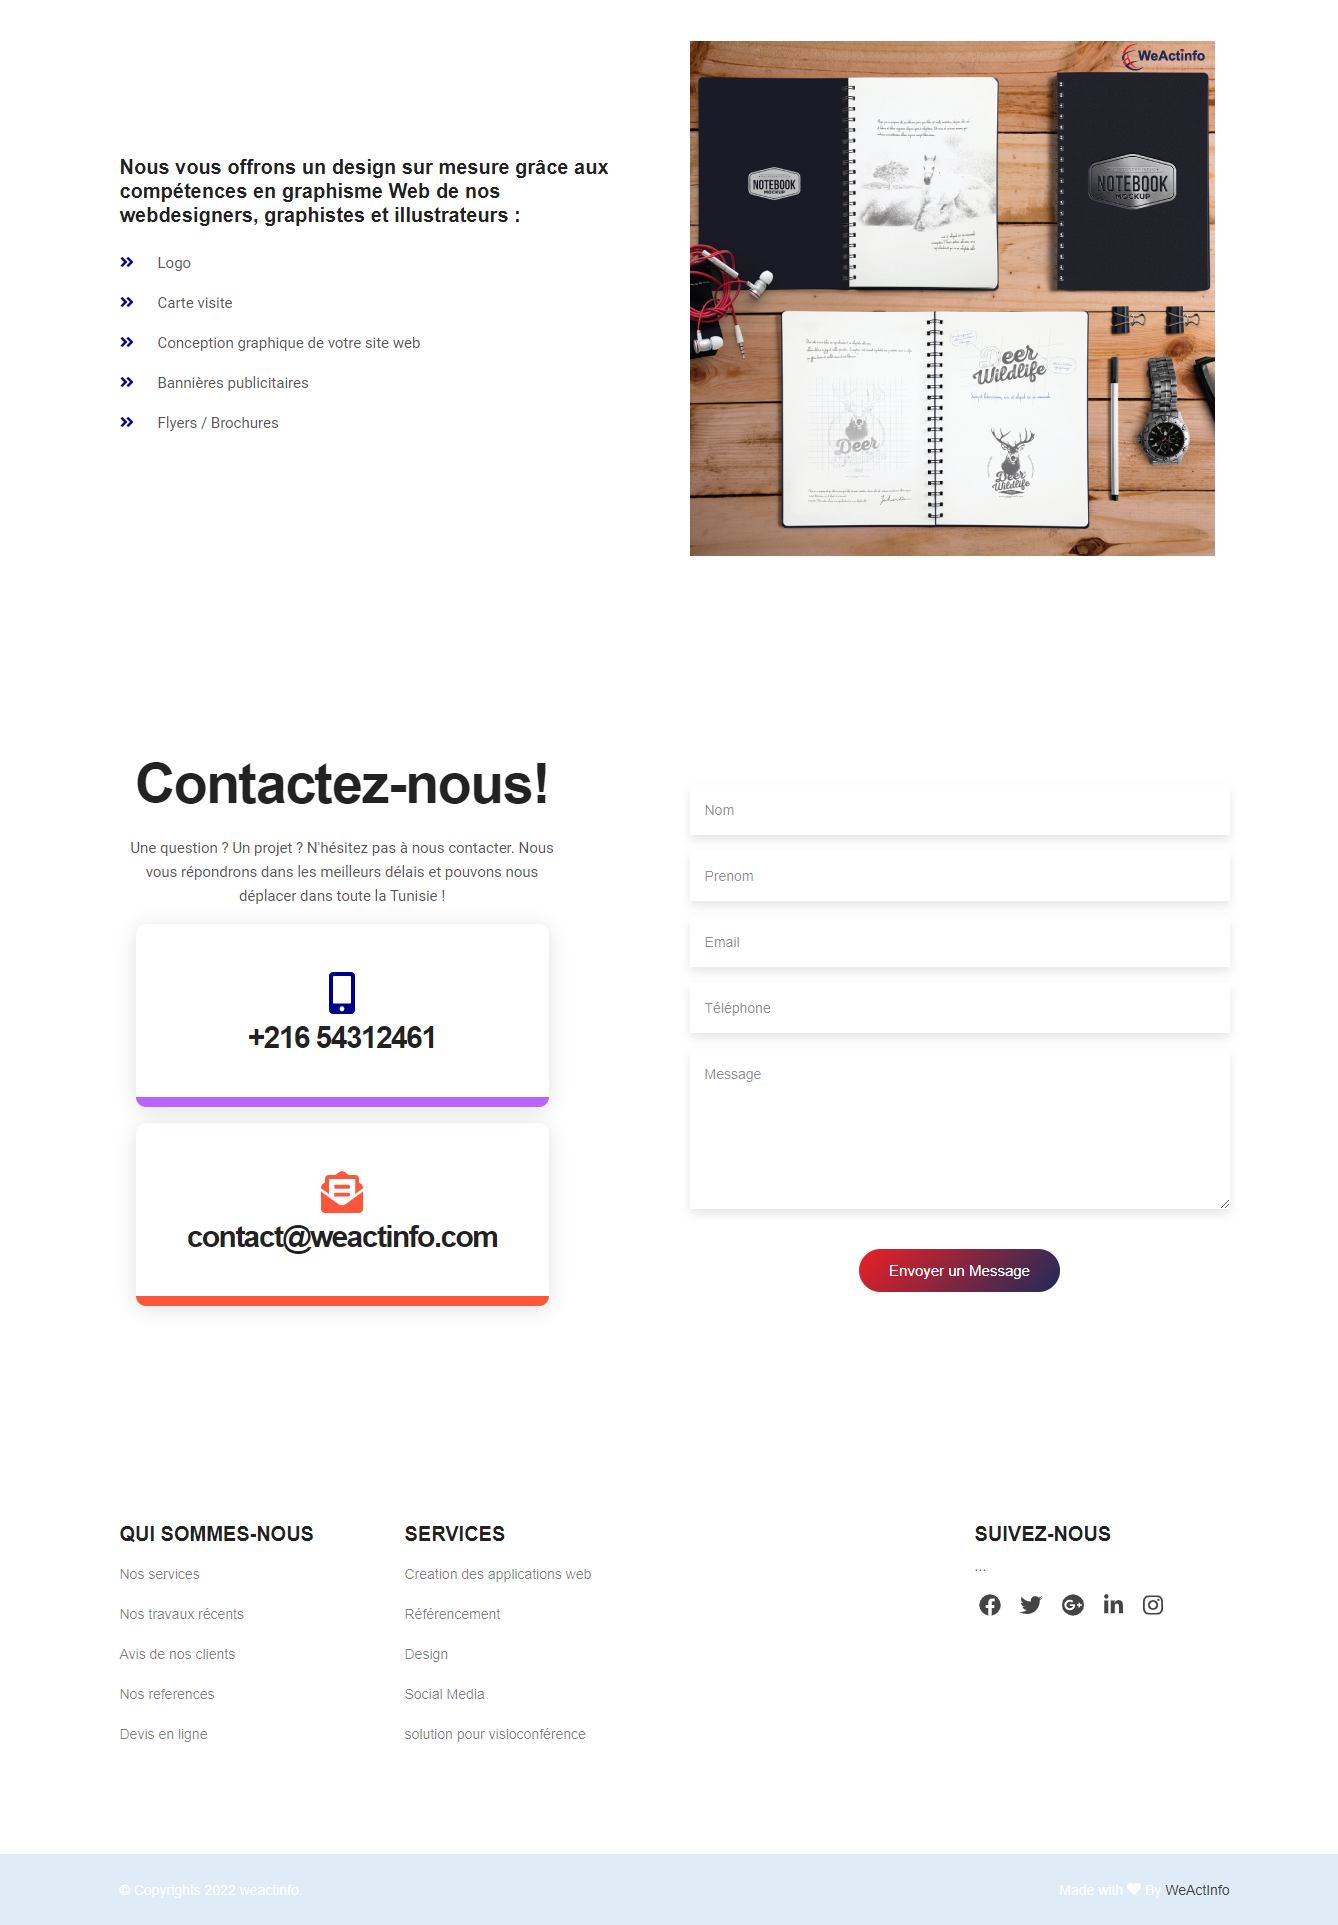 WeActinfo
NOTEBOOK
MOCKUP
NOTEBOOK
MOCKUP
Deer
Wildlife
Deer
Deer
Wildlife
Nous vous offrons un design sur mesure grâce aux
compétences en graphisme Web de nos
webdesigners, graphistes et illustrateurs :
Logo
Carte visite
Conception graphique de votre site web
Bannières publicitaires
Flyers / Brochures
Contactez-nous!
Une question ? Un projet ? N'hésitez pas à nous contacter. Nous
vous répondrons dans les meilleurs délais et pouvons nous
déplacer dans toute la Tunisie !
+216 54312461
contact@weactinfo.com
Nom
Prenom
Email
Téléphone
Message
Envoyer un Message
QUI SOMMES-NOUS
Nos services
Nos travaux récents
Avis de nos clients
Nos references
Devis en ligne
SERVICES
Creation des applications web
Référencement
Design
Social Media
solution pour visioconférence
SUIVEZ-NOUS
...
© Copyrights 2022 weactinfo.
Made with By WeActInfo